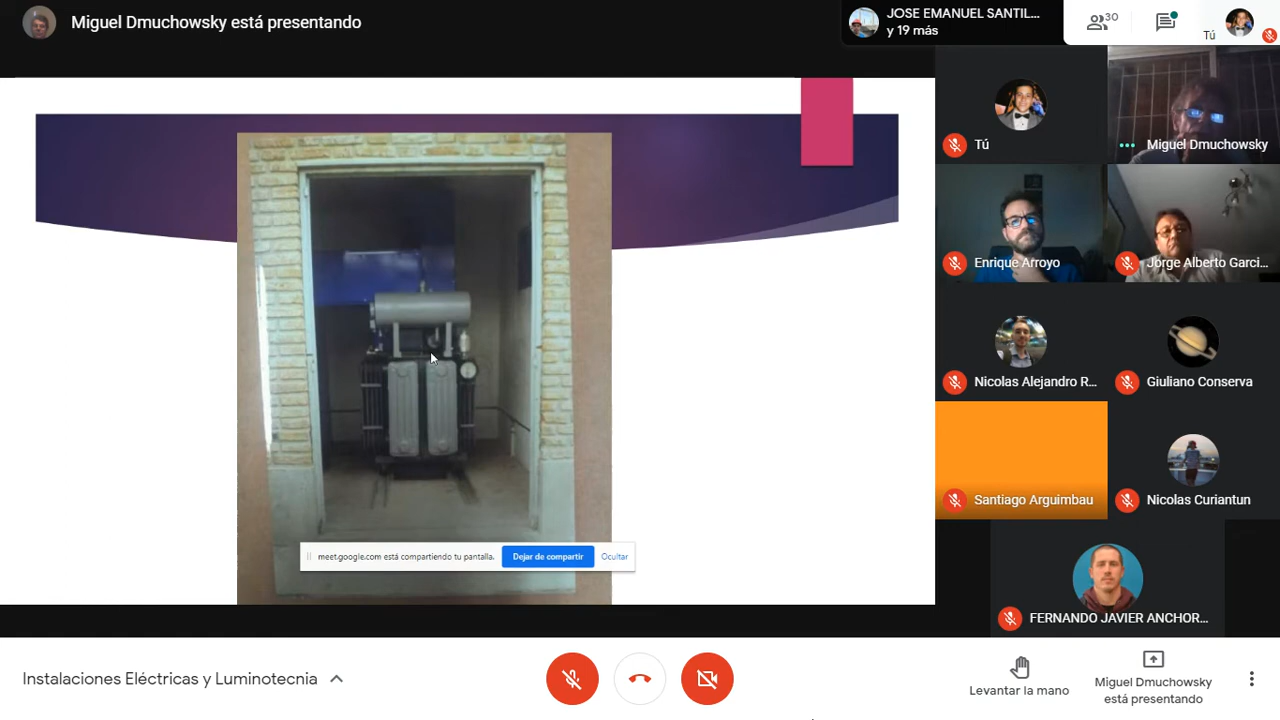 Miguel Dmuchowsky está presentando
JOSE EMANUEL SANTIL...
y 19 más
30
Tú
Tú
Miguel Dmuchowsky
Enrique Arroyo
Jorge Alberto Garci...
Nicolas Alejandro R...
Giuliano Conserva
Santiago Arguimbau
Nicolas Curiantun
FERNANDO JAVIER ANCHOR...
meet.google.com está compartiendo tu pantalla.
Dejar de compartir
Ocultar
Instalaciones Eléctricas y Luminotecnia
Levantar la mano
Miguel Dmuchowsky
está presentando